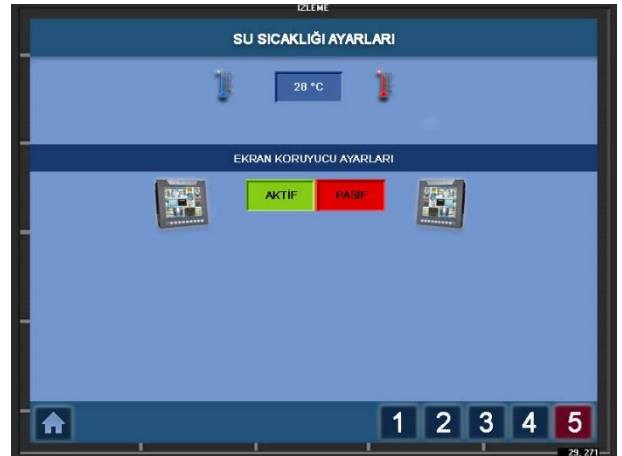 İZLEME
SU SICAKLIĞI AYARLARI
28 °C
EKRAN KORUYUCU AYARLARI
AKTİF PASİF
1 2 3 4 5
29, 271